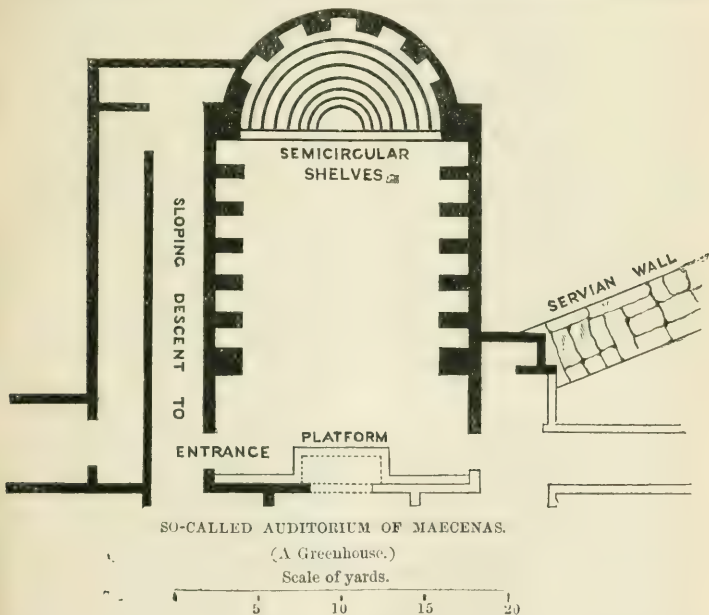 SEMICIRCULAR
SHELVES
SLOPING DESCENT TO
SERVIAN WALL
PLATFORM
ENTRANCE
SO-CALLED AUDITORIUM OF MAECENAS.
(A Greenhouse.)
Scale of yards.
5 10 15 20